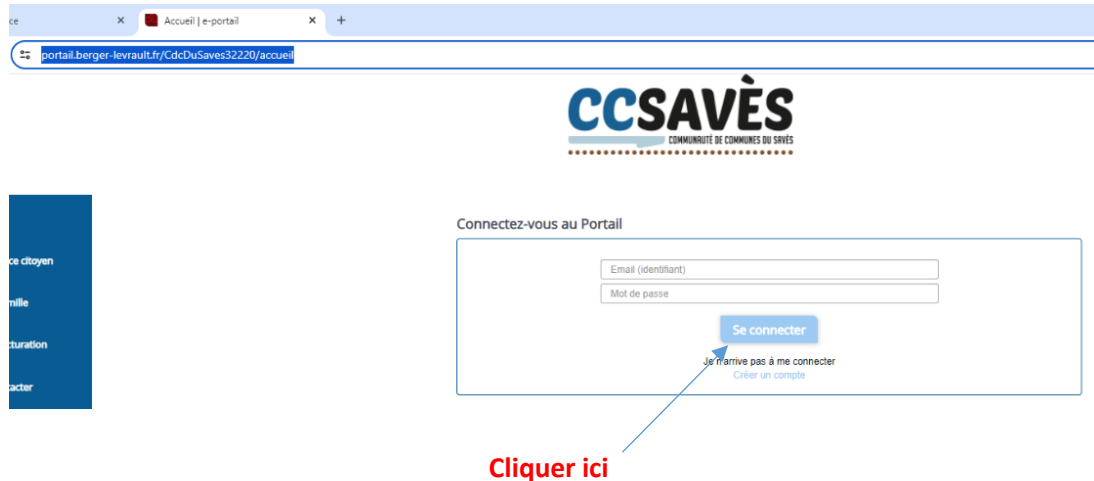 ce × Accueil | e-portail × +
portail.berger-levrault.fr/CdcDuSaves32220/accueil
CCSAVÈS
COMMUNAUTÉ DE COMMUNES DU SAVÈS
Connectez-vous au Portail
ce citoyen
Email (identifiant)
mille
Mot de passe
Se connecter
cturation
Je n'arrive pas à me connecter
Créer un compte
tacter
Cliquer ici